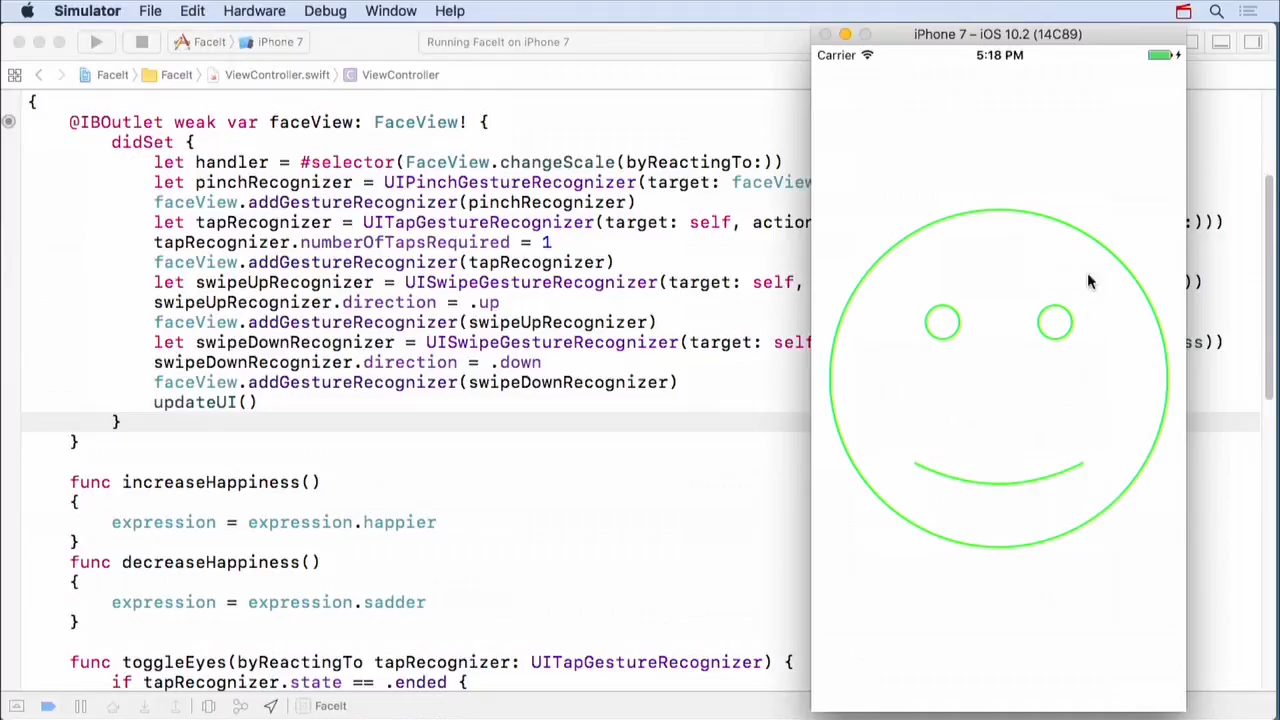 Simulator File Edit Hardware Debug Window Help
FaceIt iPhone 7 Running FaceIt on iPhone 7
iPhone 7 – iOS 10.2 (14C89)
Carrier 5:18 PM
FaceIt FaceIt ViewController.swift ViewController
{
@IBOutlet weak var faceView: FaceView! {
didSet {
let handler = #selector(FaceView.changeScale(byReactingTo:))
let pinchRecognizer = UIPinchGestureRecognizer(target: faceView
faceView.addGestureRecognizer(pinchRecognizer)
let tapRecognizer = UITapGestureRecognizer(target: self, action :)))
tapRecognizer.numberOfTapsRequired = 1
faceView.addGestureRecognizer(tapRecognizer)
let swipeUpRecognizer = UISwipeGestureRecognizer(target: self, ))
swipeUpRecognizer.direction = .up
faceView.addGestureRecognizer(swipeUpRecognizer)
let swipeDownRecognizer = UISwipeGestureRecognizer(target: self ss))
swipeDownRecognizer.direction = .down
faceView.addGestureRecognizer(swipeDownRecognizer)
updateUI()
}
}
func increaseHappiness()
{
expression = expression.happier
}
func decreaseHappiness()
{
expression = expression.sadder
}
func toggleEyes(byReactingTo tapRecognizer: UITapGestureRecognizer) {
if tapRecognizer.state == .ended {
FaceIt